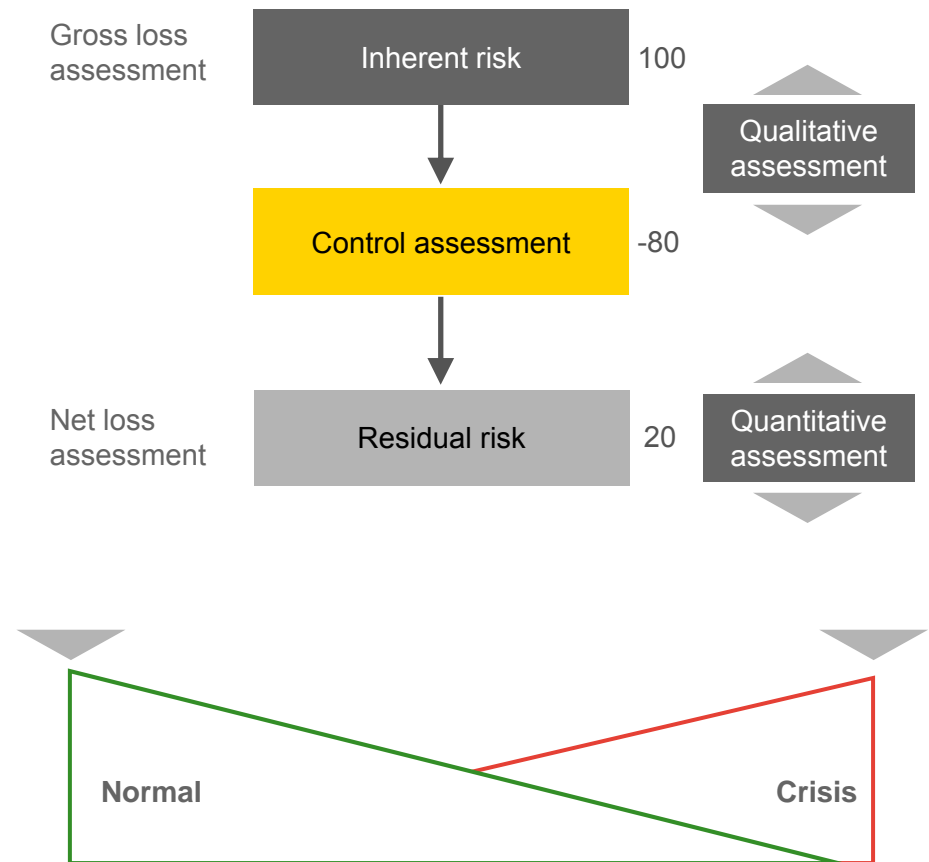 Gross loss
assessment
Inherent risk
100
Qualitative
assessment
Control assessment
-80
Net loss
assessment
Residual risk
20
Quantitative
assessment
Normal
Crisis